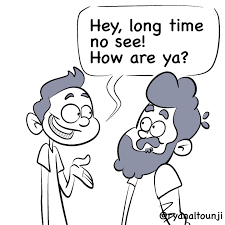 Hey, long time
no see!
How are ya?
@ryanaltounji